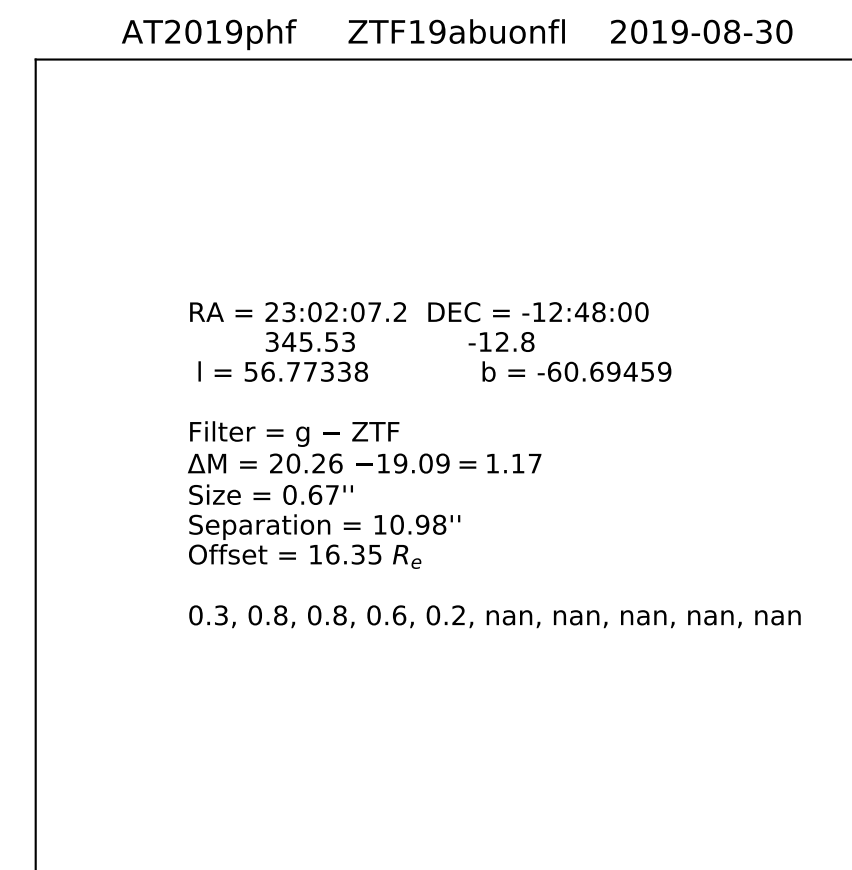 AT2019phf ZTF19abuonfl 2019-08-30
RA = 23:02:07.2 DEC = -12:48:00
345.53 -12.8
l = 56.77338 b = -60.69459
Filter = g − ZTF
ΔM = 20.26 −19.09 = 1.17
Size = 0.67''
Separation = 10.98''
Offset = 16.35 Re
0.3, 0.8, 0.8, 0.6, 0.2, nan, nan, nan, nan, nan